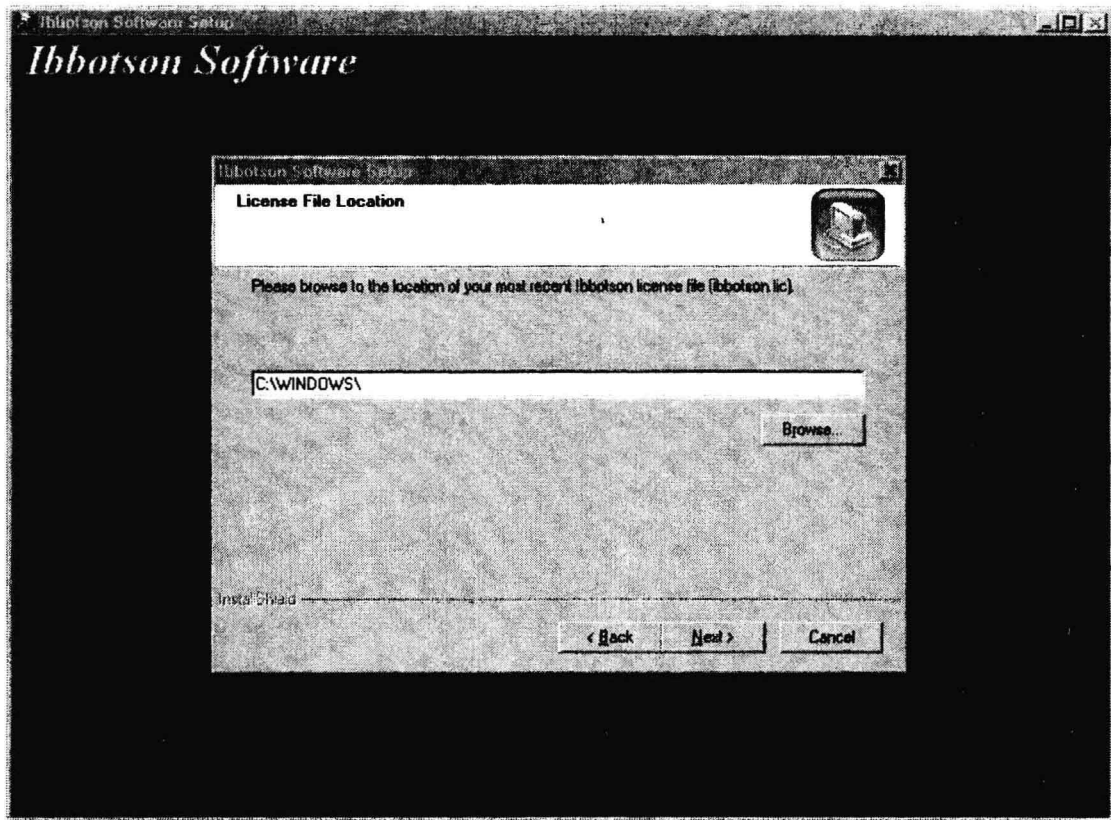 Ibbotson Software Setup
Ibbotson Software
Ibbotson Software Setup
License File Location
Please browse to the location of your most recent Ibbotson license file (ibbotson.lic).
C:\WINDOWS\
Browse...
InstallShield
< Back
Next >
Cancel